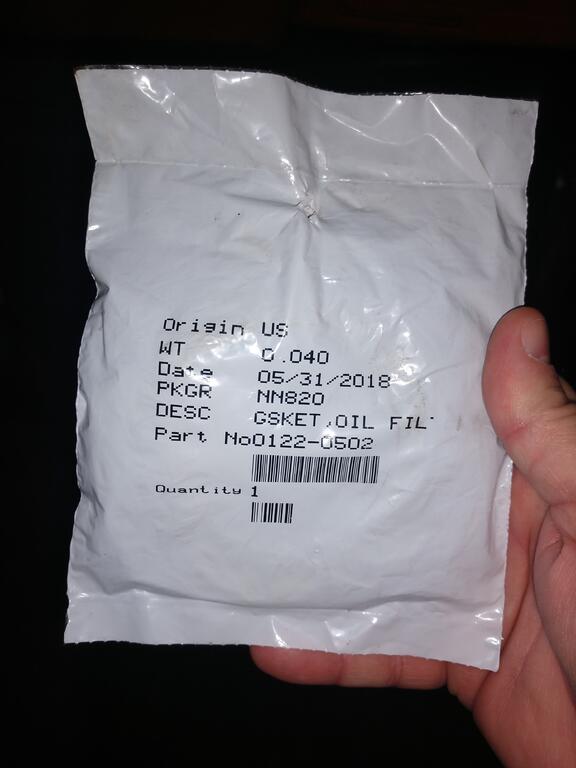 Origin US
WT 0.040
Date 05/31/2018
PKGR NN820
DESC GSKET,OIL FIL
Part No0122-0502
Quantity 1